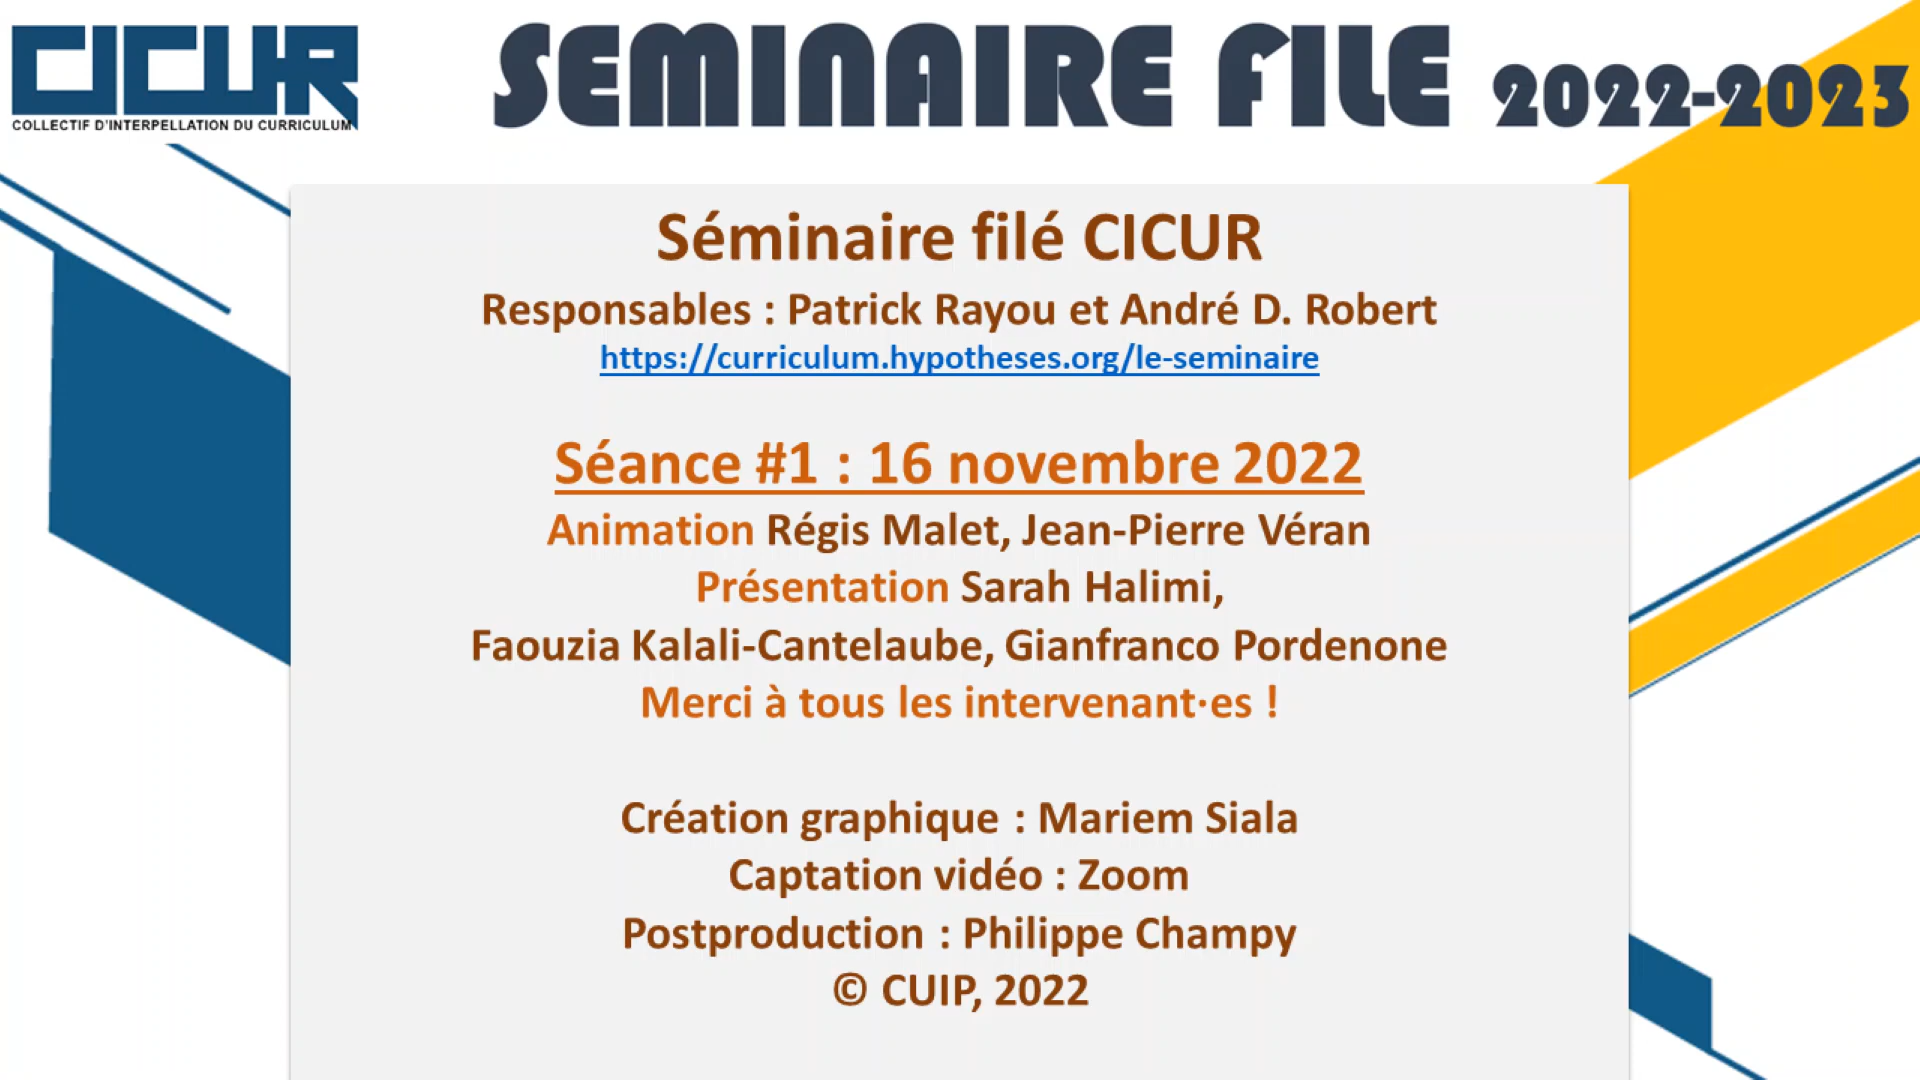 CICUR
COLLECTIF D'INTERPELLATION DU CURRICULUM
SEMINAIRE FILE 2022-2023
Séminaire filé CICUR
Responsables : Patrick Rayou et André D. Robert
https://curriculum.hypotheses.org/le-seminaire
Séance #1 : 16 novembre 2022
Animation Régis Malet, Jean-Pierre Véran
Présentation Sarah Halimi,
Faouzia Kalali-Cantelaube, Gianfranco Pordenone
Merci à tous les intervenant·es !
Création graphique : Mariem Siala
Captation vidéo : Zoom
Postproduction : Philippe Champy
© CUIP, 2022